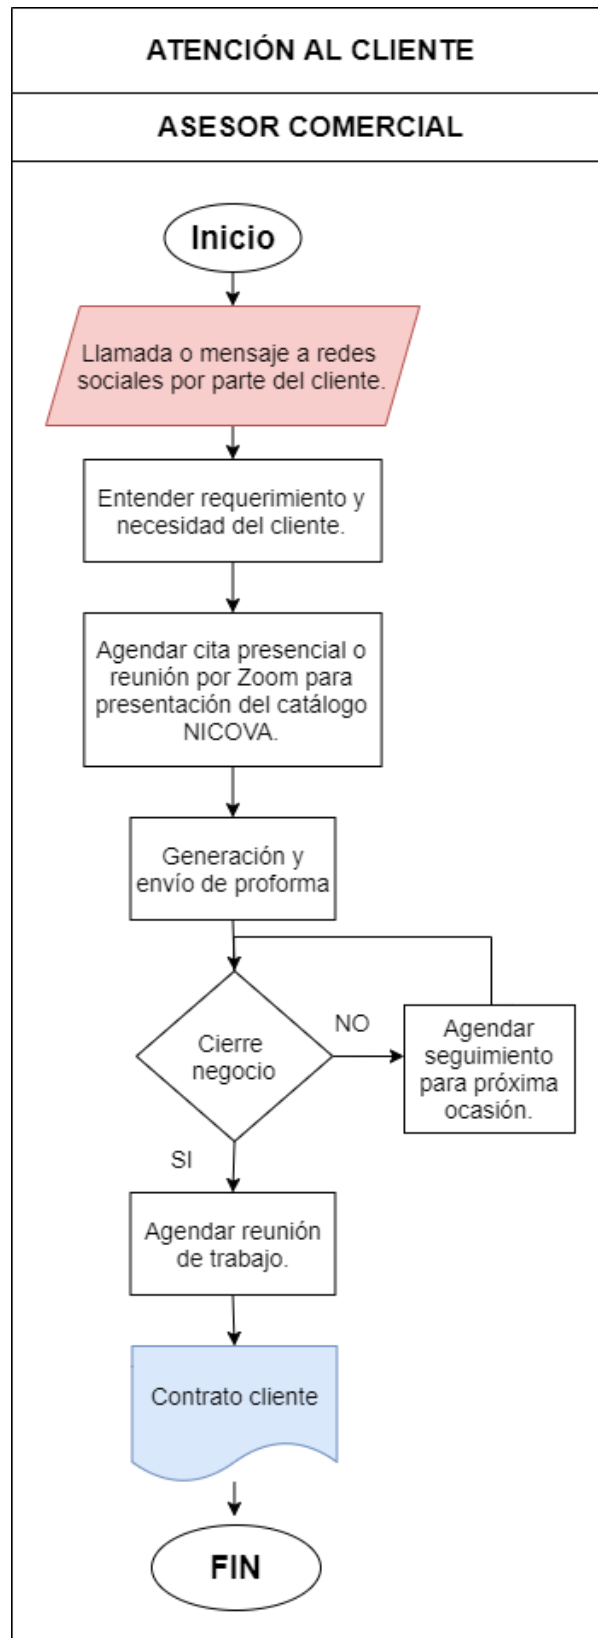 ATENCIÓN AL CLIENTE
ASESOR COMERCIAL
Inicio
Llamada o mensaje a redes
sociales por parte del cliente.
Entender requerimiento y
necesidad del cliente.
Agendar cita presencial o
reunión por Zoom para
presentación del catálogo
NICOVA.
Generación y
envío de proforma
Cierre
negocio
NO
Agendar
seguimiento
para próxima
ocasión.
SI
Agendar reunión
de trabajo.
Contrato cliente
FIN